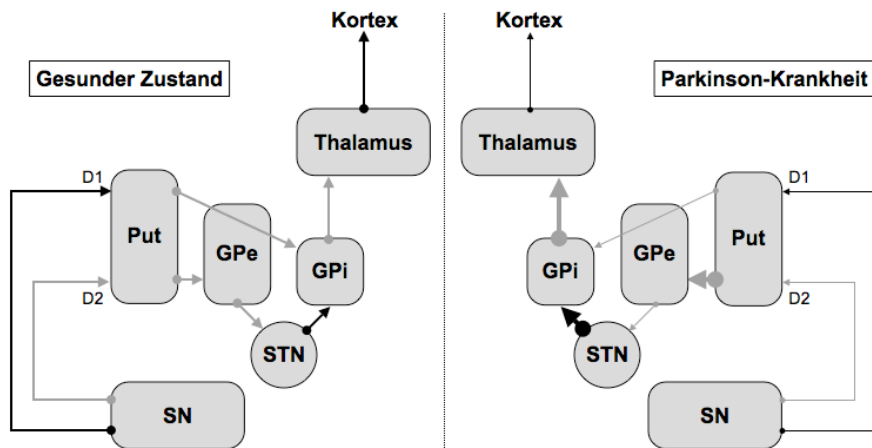 Kortex
Gesunder Zustand
Thalamus
D1
Put
GPe
GPi
D2
STN
SN
Kortex
Parkinson-Krankheit
Thalamus
D1
Put
GPe
GPi
D2
STN
SN